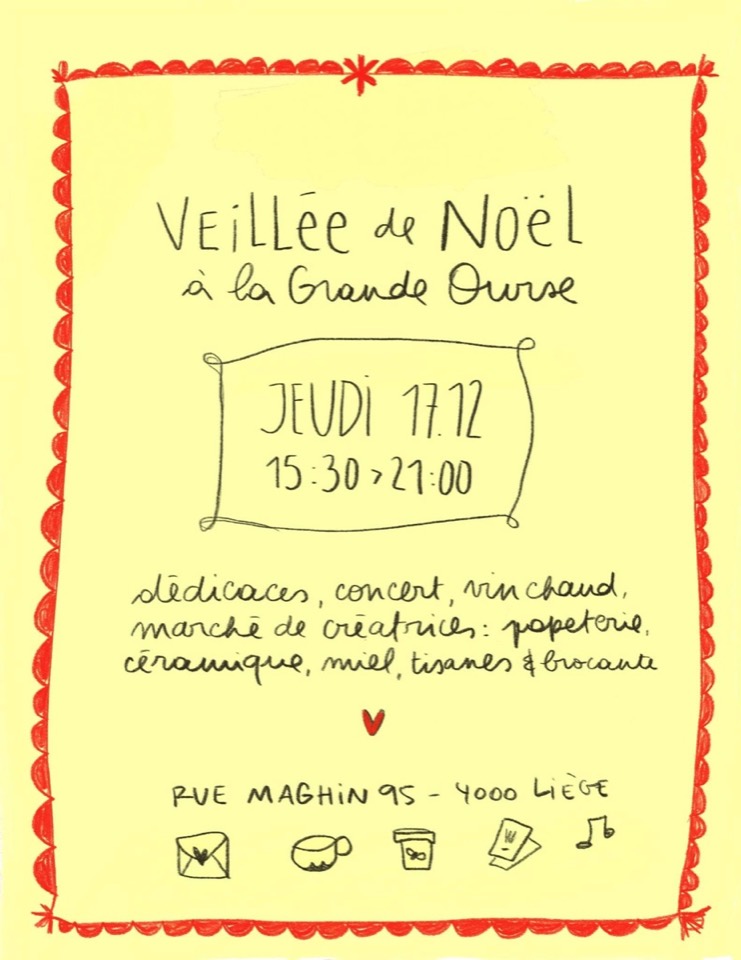 VEiLLée de NOËL
à la Grande Ourse
JEUDi 17.12
15:30 > 21:00
dédicaces, concert, vin chaud,
marché de créatrices : papeterie,
céramique, miel, tisanes & brocante
RUE MAGHiN 95 - 4000 LiÈGE